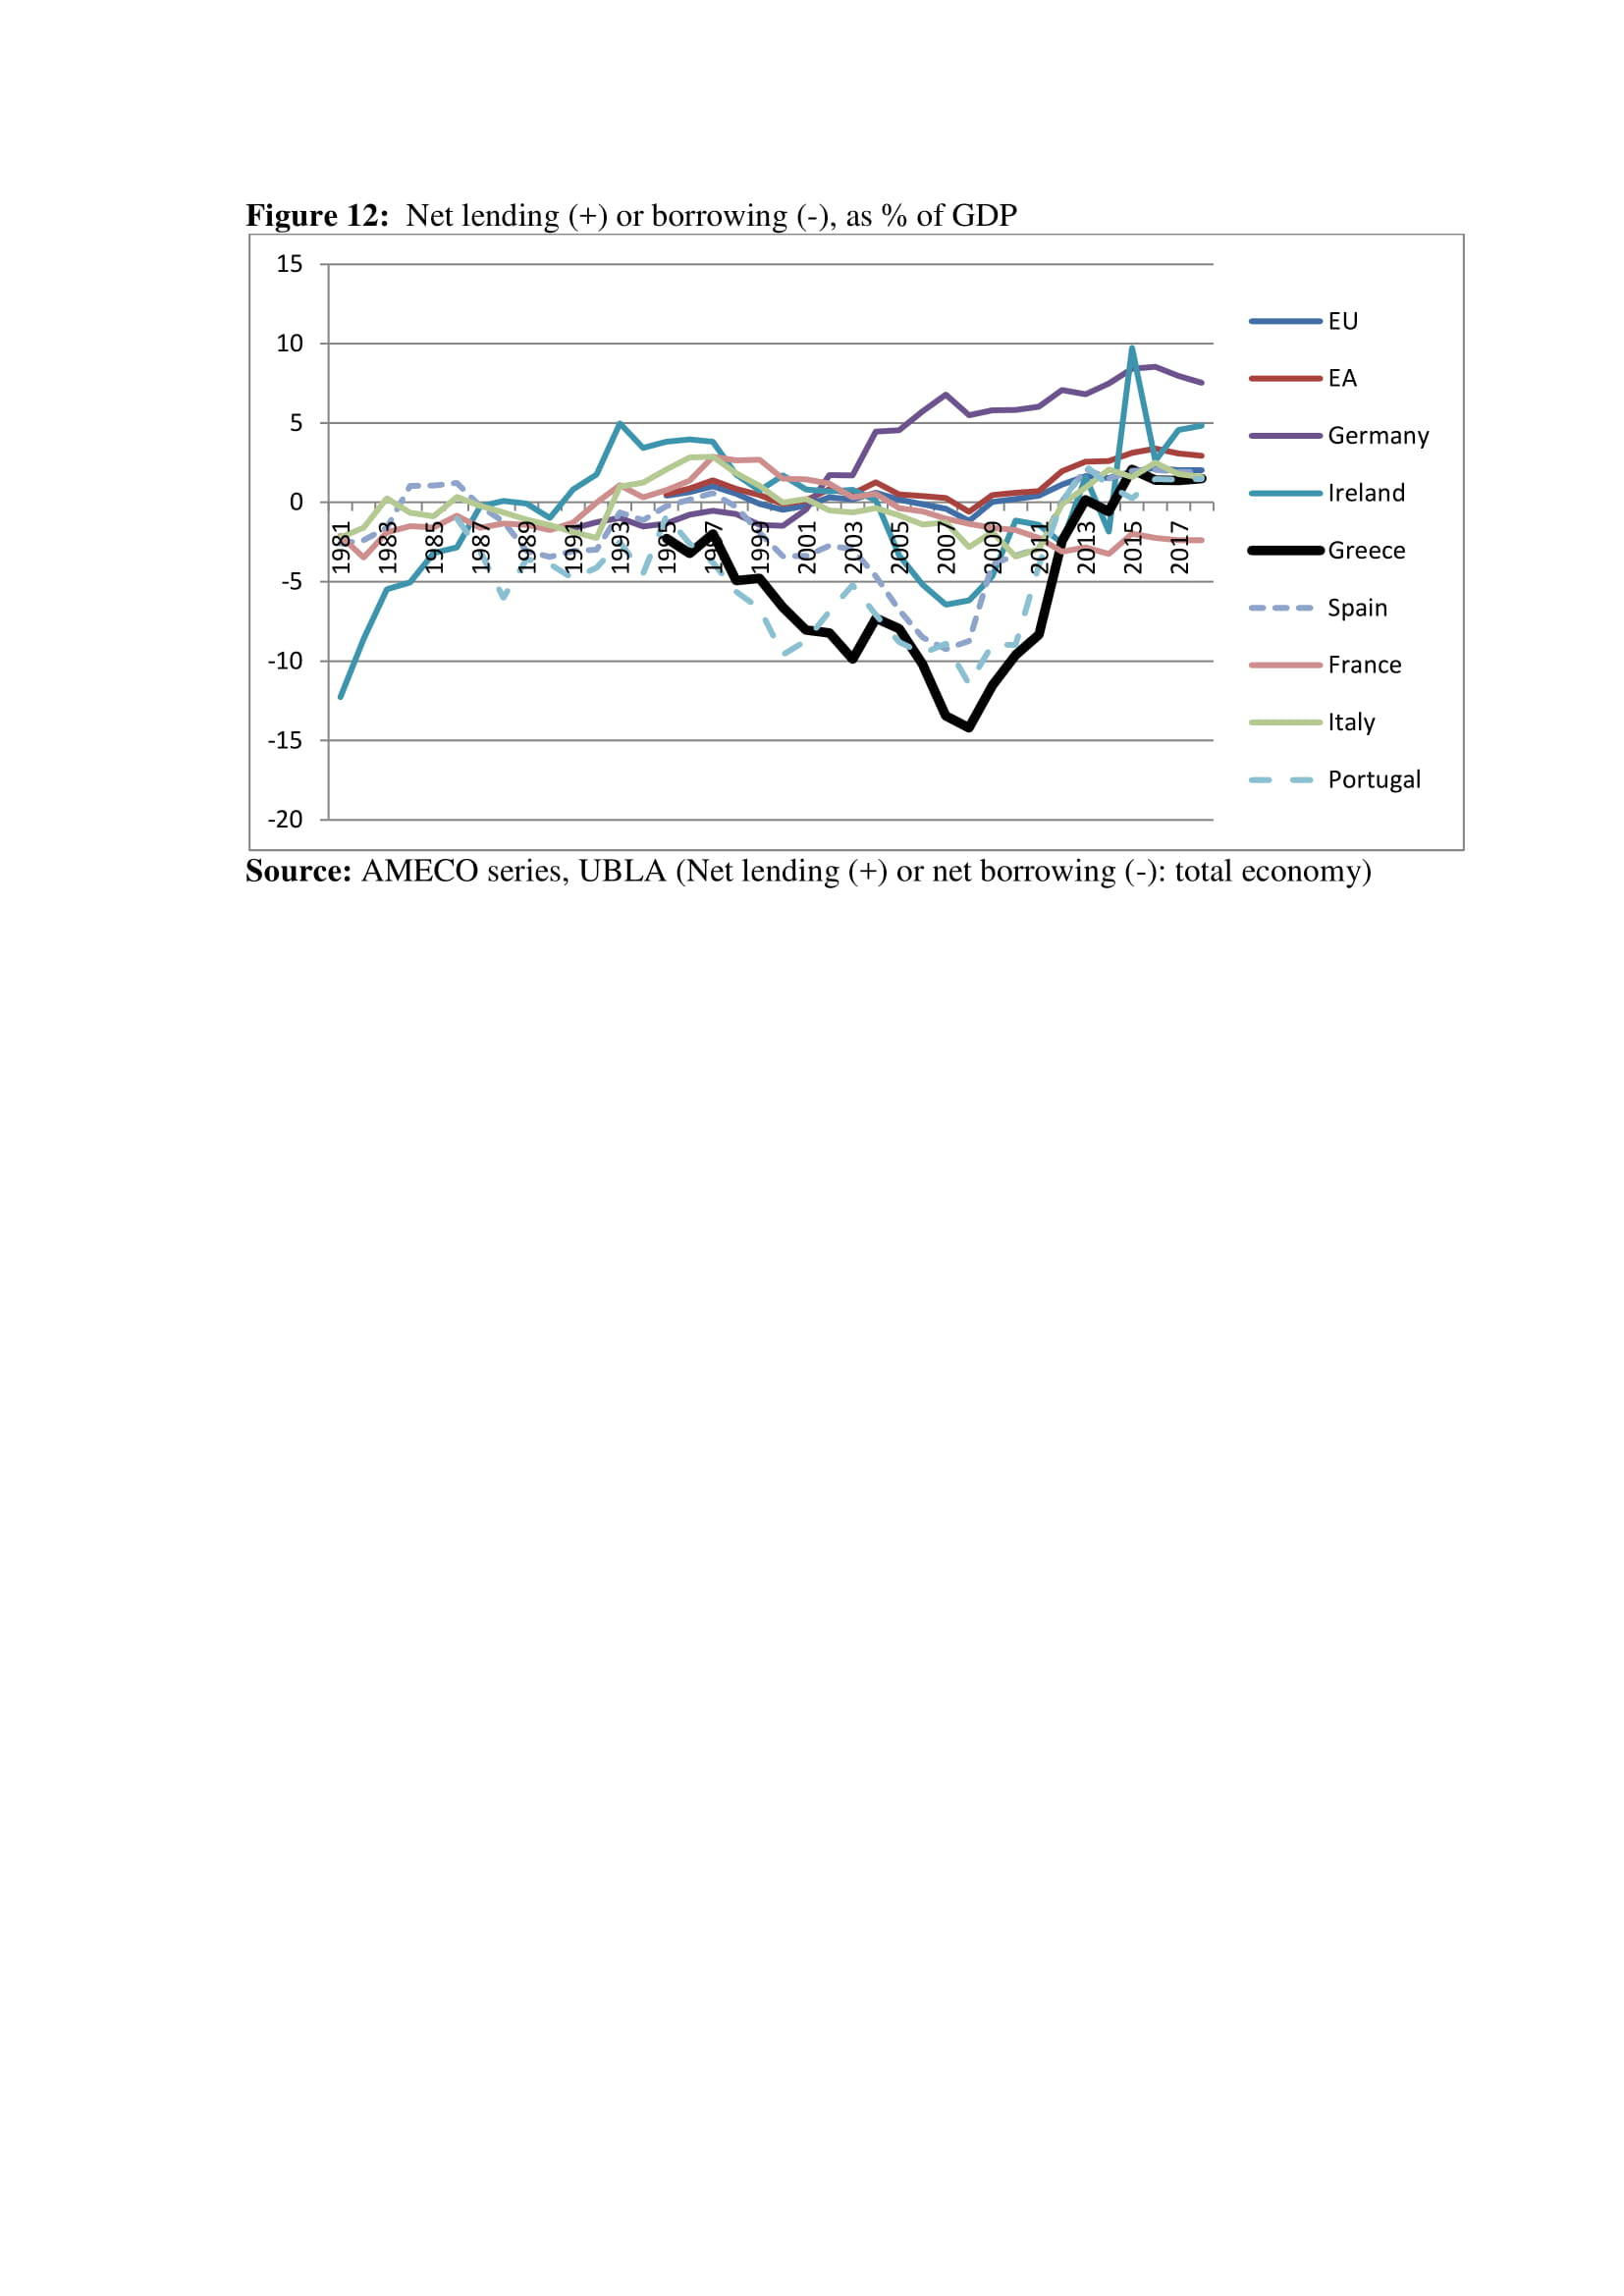 Figure 12: Net lending (+) or borrowing (-), as % of GDP
15
10
5
0
-5
-10
-15
-20
1981
1983
1985
1987
1989
1991
1993
1995
1997
1999
2001
2003
2005
2007
2009
2011
2013
2015
2017
EU
EA
Germany
Ireland
Greece
Spain
France
Italy
Portugal
Source: AMECO series, UBLA (Net lending (+) or net borrowing (-): total economy)